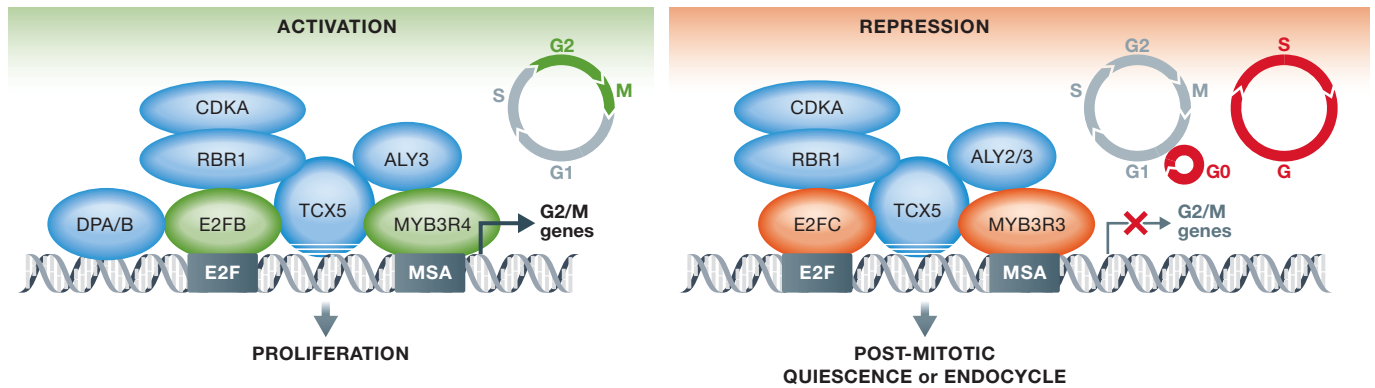 ACTIVATION
G2
S
M
G1
CDKA
RBR1
ALY3
DPA/B
E2FB
TCX5
MYB3R4
G2/M
genes
E2F
MSA
PROLIFERATION
REPRESSION
G2
S
M
G1
G0
S
G
CDKA
RBR1
ALY2/3
E2FC
TCX5
MYB3R3
G2/M
genes
E2F
MSA
POST-MITOTIC
QUIESCENCE or ENDOCYCLE